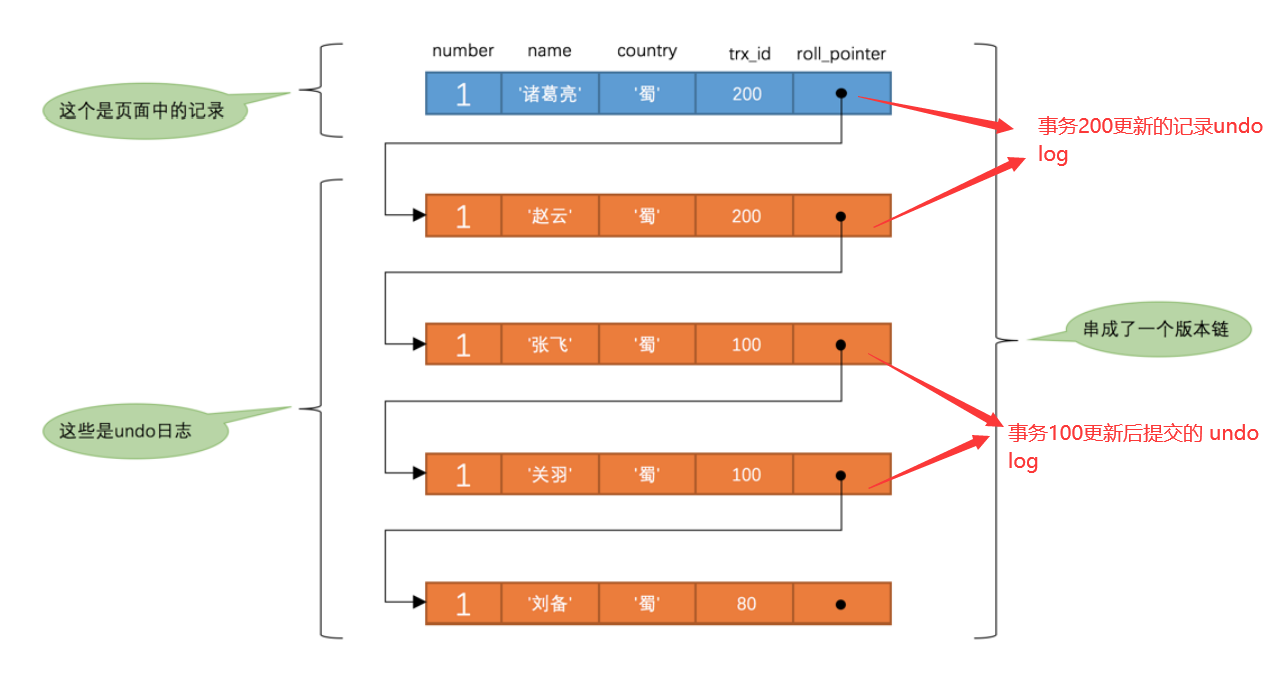 number name country trx_id roll_pointer
这个是页面中的记录
1 '诸葛亮' '蜀' 200
事务200更新的记录undo
log
1 '赵云' '蜀' 200
串成了一个版本链
1 '张飞' '蜀' 100
这些是undo日志
事务100更新后提交的 undo
log
1 '关羽' '蜀' 100
1 '刘备' '蜀' 80